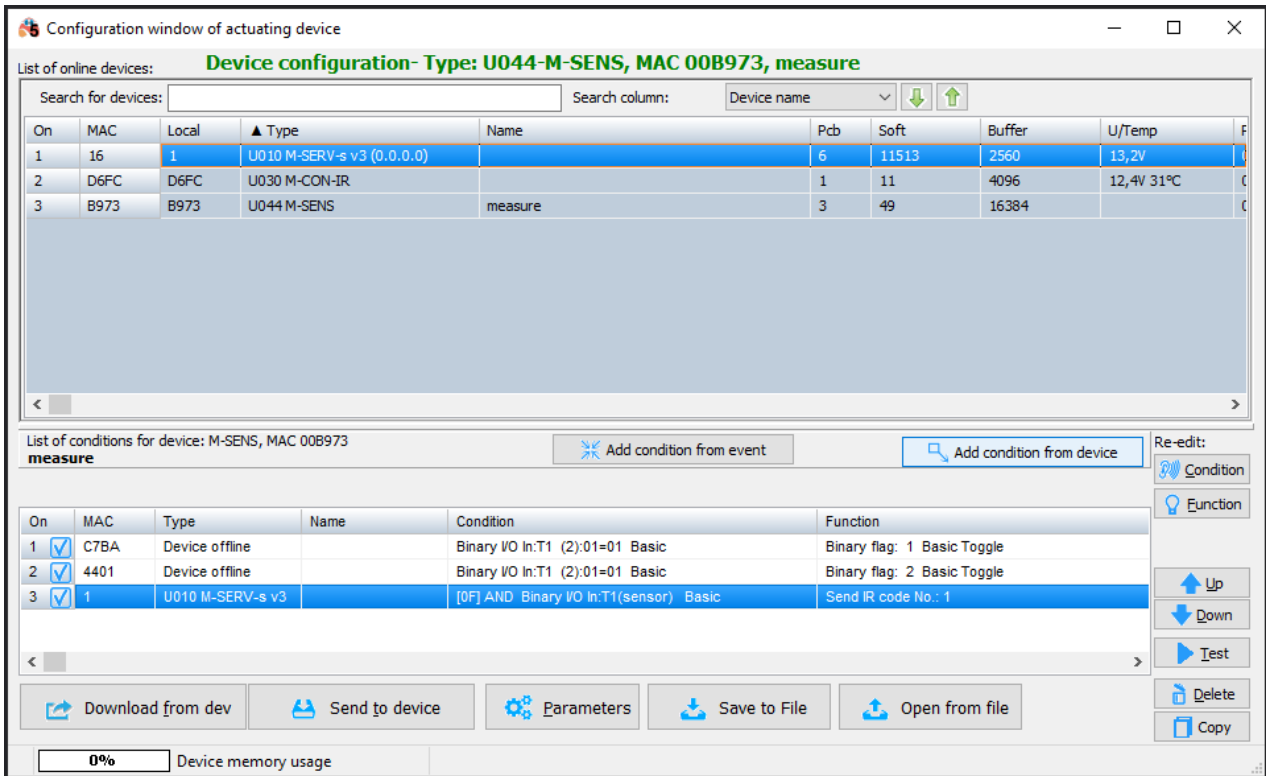 Configuration window of actuating device
List of online devices: Device configuration- Type: U044-M-SENS, MAC 00B973, measure
Search for devices: Search column: Device name
On MAC Local ▲ Type Name Pcb Soft Buffer U/Temp
1 16 1 U010 M-SERV-s v3 (0.0.0.0) 6 11513 2560 13,2V
2 D6FC D6FC U030 M-CON-IR 1 11 4096 12,4V 31°C
3 B973 B973 U044 M-SENS measure 3 49 16384
List of conditions for device: M-SENS, MAC 00B973
measure
Add condition from event
Add condition from device
Re-edit:
Condition
Function
On MAC Type Name Condition Function
1 C7BA Device offline Binary I/O In:T1 (2):01=01 Basic Binary flag: 1 Basic Toggle
2 4401 Device offline Binary I/O In:T1 (2):01=01 Basic Binary flag: 2 Basic Toggle
3 1 U010 M-SERV-s v3 [0F] AND Binary I/O In:T1(sensor) Basic Send IR code No.: 1
Up
Down
Test
Delete
Copy
Download from dev Send to device Parameters Save to File Open from file
0% Device memory usage